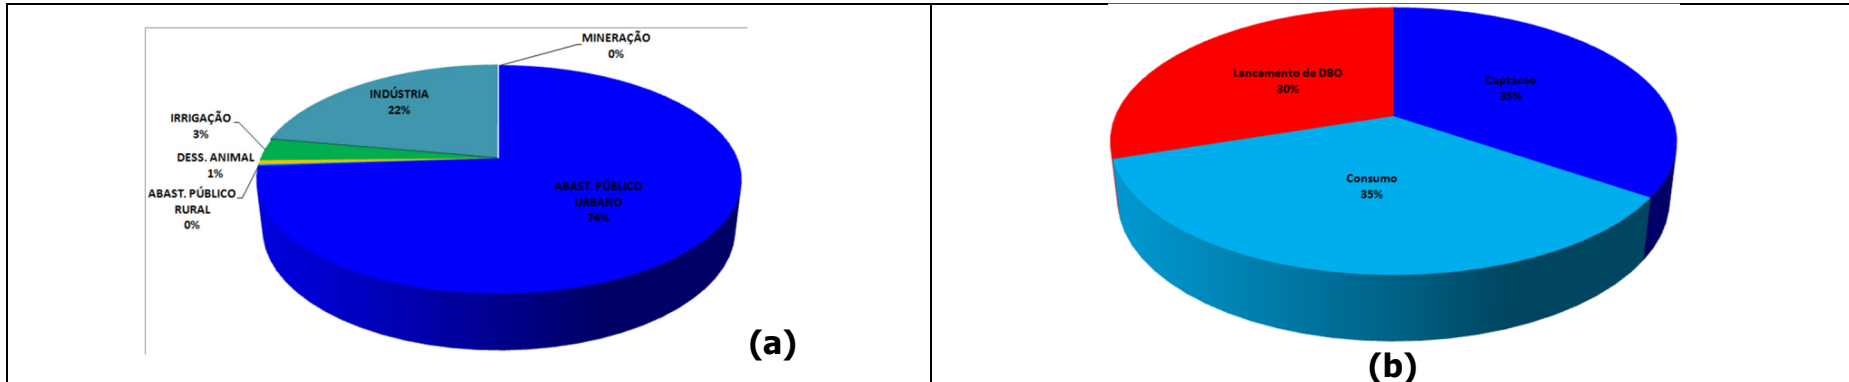 MINERAÇÃO
0%
INDÚSTRIA
22%
IRRIGAÇÃO
3%
DESS. ANIMAL
1%
ABAST. PÚBLICO
RURAL
0%
ABAST. PÚBLICO
URBANO
74%
(a)
Lancamento de DBO
30%
Captacao
35%
Consumo
35%
(b)